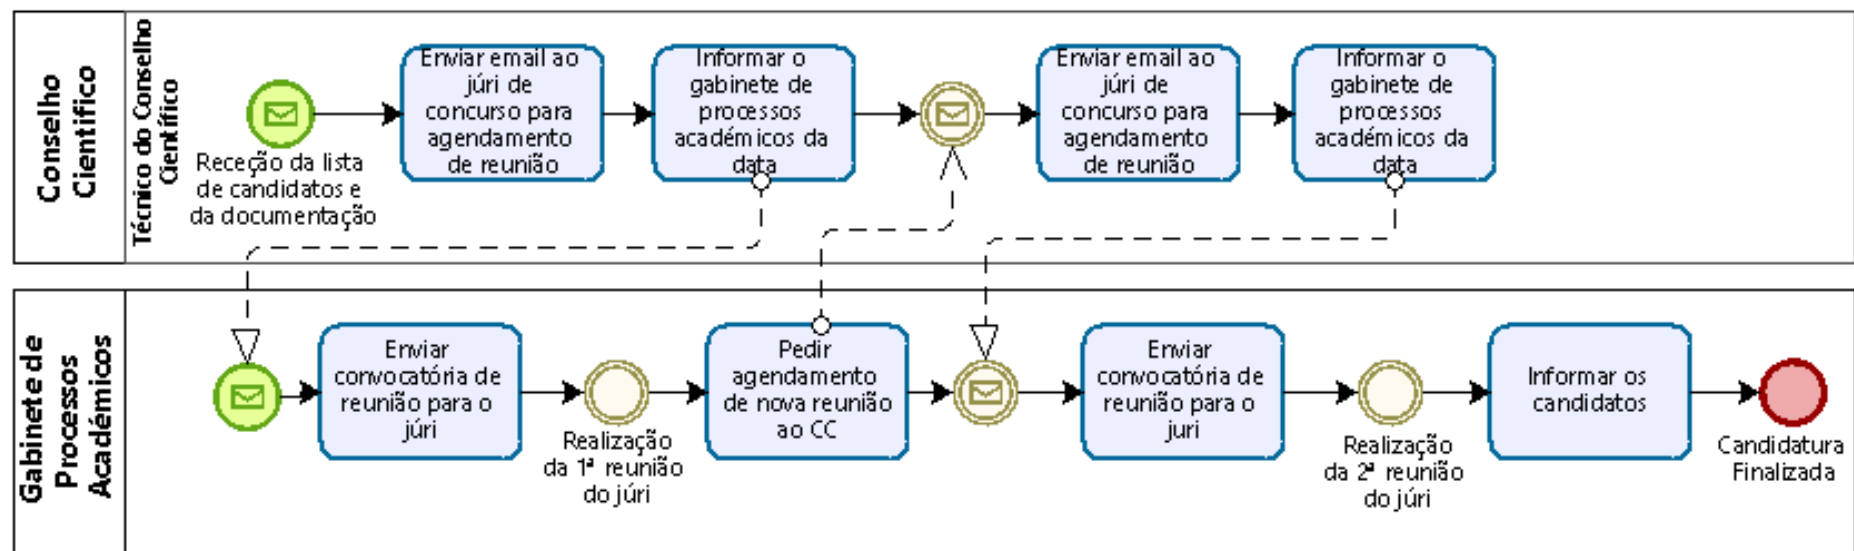 Conselho
Cientifico
Técnico do Conselho
Científico
Receção da lista
de candidatos e
da documentação
Enviar email ao
júri de
concurso para
agendamento
de reunião
Informar o
gabinete de
processos
académicos da
data
Enviar email ao
júri de
concurso para
agendamento
de reunião
Informar o
gabinete de
processos
académicos da
data
Gabinete de
Processos
Académicos
Enviar
convocatória de
reunião para o
júri
Realização
da 1ª reunião
do júri
Pedir
agendamento
de nova reunião
ao CC
Enviar
convocatória de
reunião para o
juri
Realização
da 2ª reunião
do júri
Informar os
candidatos
Candidatura
Finalizada